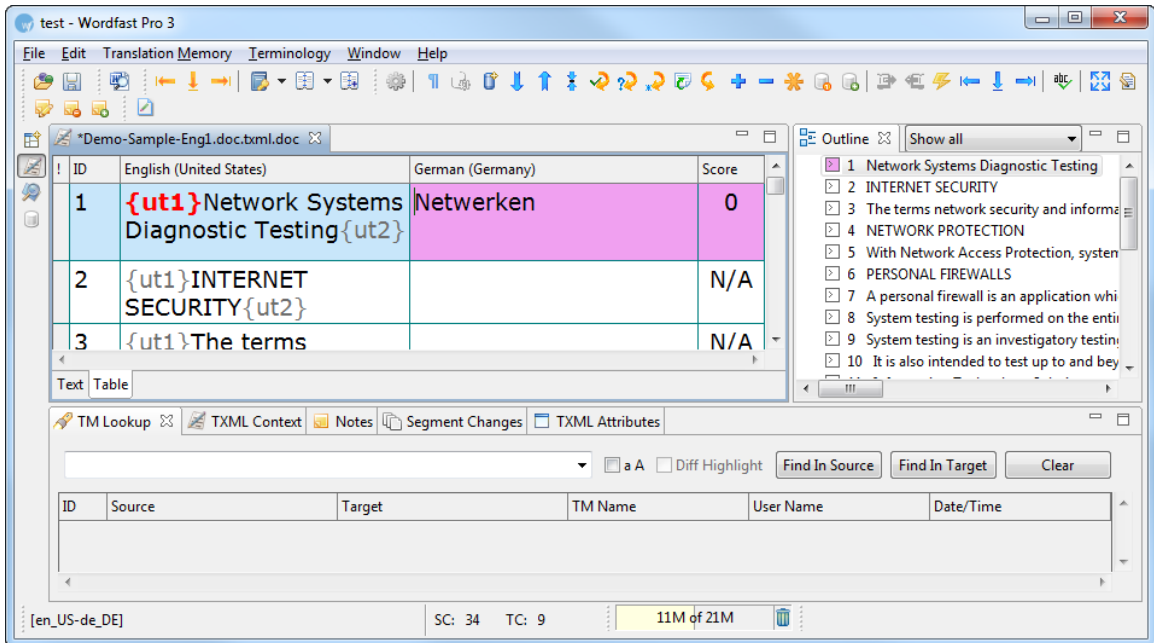 test - Wordfast Pro 3
File Edit Translation Memory Terminology Window Help
*Demo-Sample-Eng1.doc.txml.doc
Outline Show all
! ID English (United States) German (Germany) Score
1 {ut1}Network Systems Diagnostic Testing{ut2} Netwerken 0
2 {ut1}INTERNET SECURITY{ut2} N/A
3 {ut1}The terms N/A
Text Table
1 Network Systems Diagnostic Testing
2 INTERNET SECURITY
3 The terms network security and informa
4 NETWORK PROTECTION
5 With Network Access Protection, system
6 PERSONAL FIREWALLS
7 A personal firewall is an application whi
8 System testing is performed on the enti
9 System testing is an investigatory testin
10 It is also intended to test up to and bey
TM Lookup TXML Context Notes Segment Changes TXML Attributes
a A Diff Highlight Find In Source Find In Target Clear
ID Source Target TM Name User Name Date/Time
[en_US-de_DE] SC: 34 TC: 9 11M of 21M